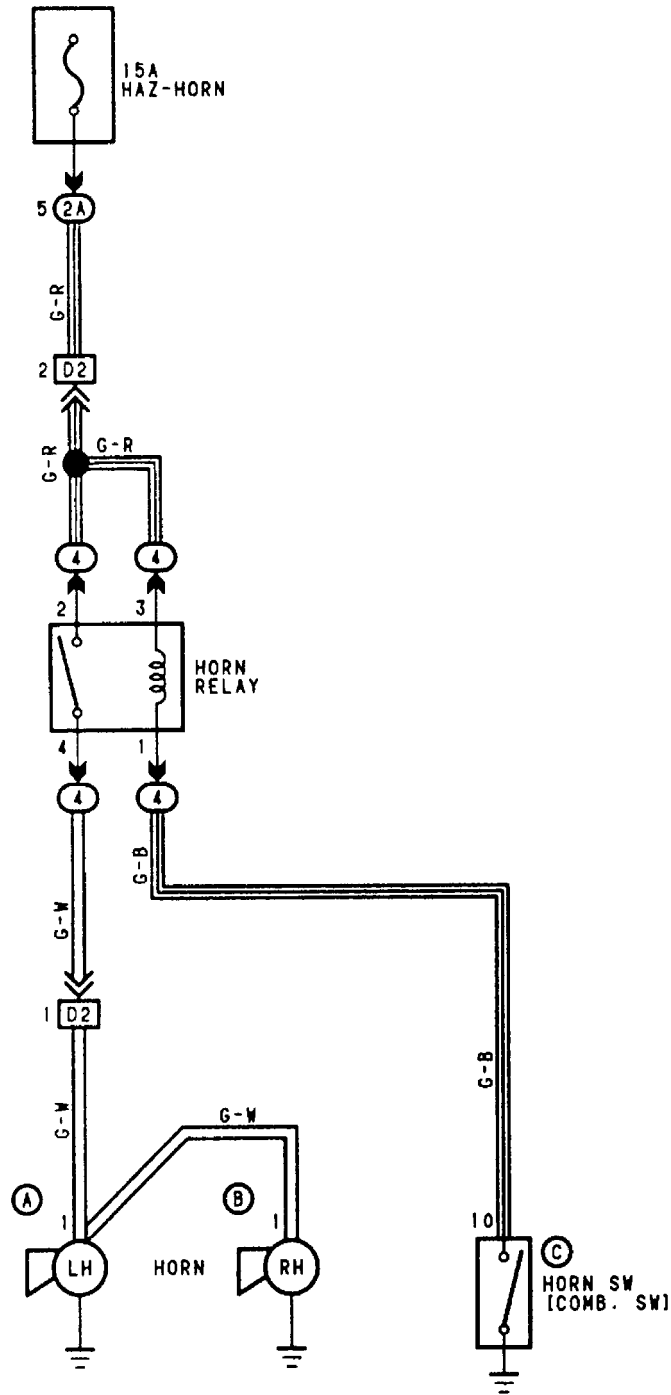 15A
HAZ-HORN
5 2A
G-R
2 D2
G-R
G-R
4 4
2 3
HORN
RELAY
4 1
4 4
G-B
G-W
1 D2
G-B
G-W
G-W
A B
1 1 10
C
LH HORN RH
HORN SW
[COMB. SW]